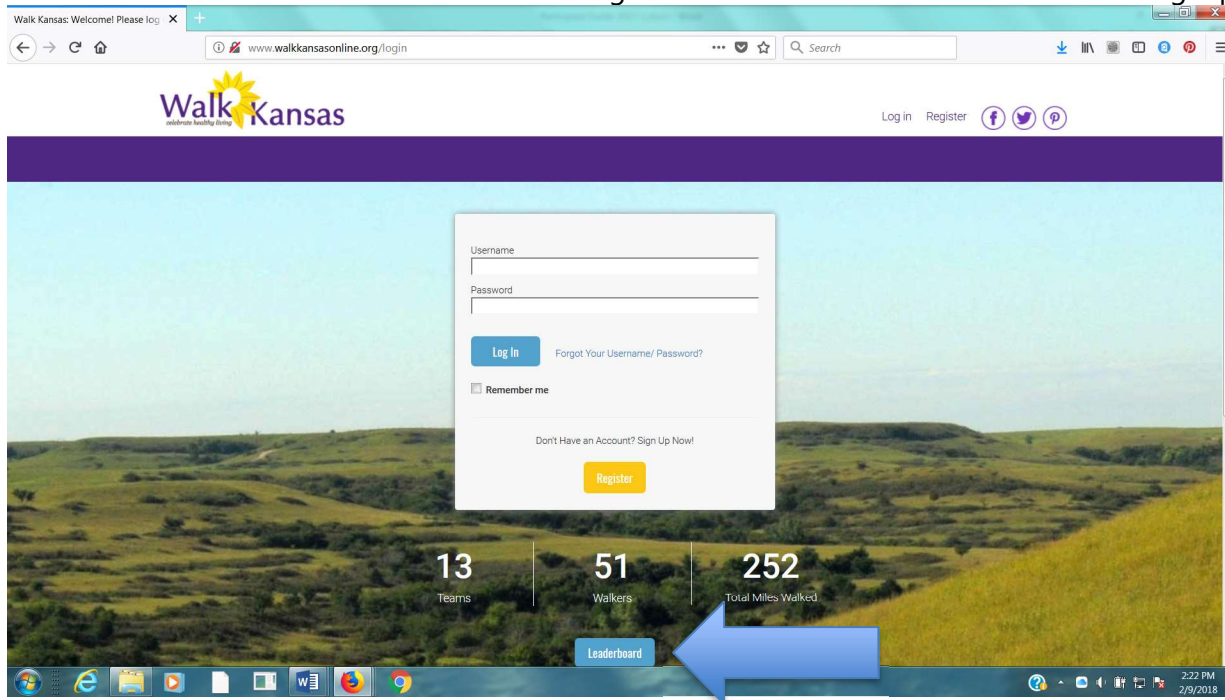 Walk Kansas: Welcome! Please log
www.walkkansasonline.org/login
Search
Walk Kansas
celebrate healthy living
Log in Register
Username
Password
Log In Forgot Your Username/ Password?
Remember me
Don't Have an Account? Sign Up Now!
Register
13 51 252
Teams Walkers Total Miles Walked
Leaderboard
2:22 PM
2/9/2018